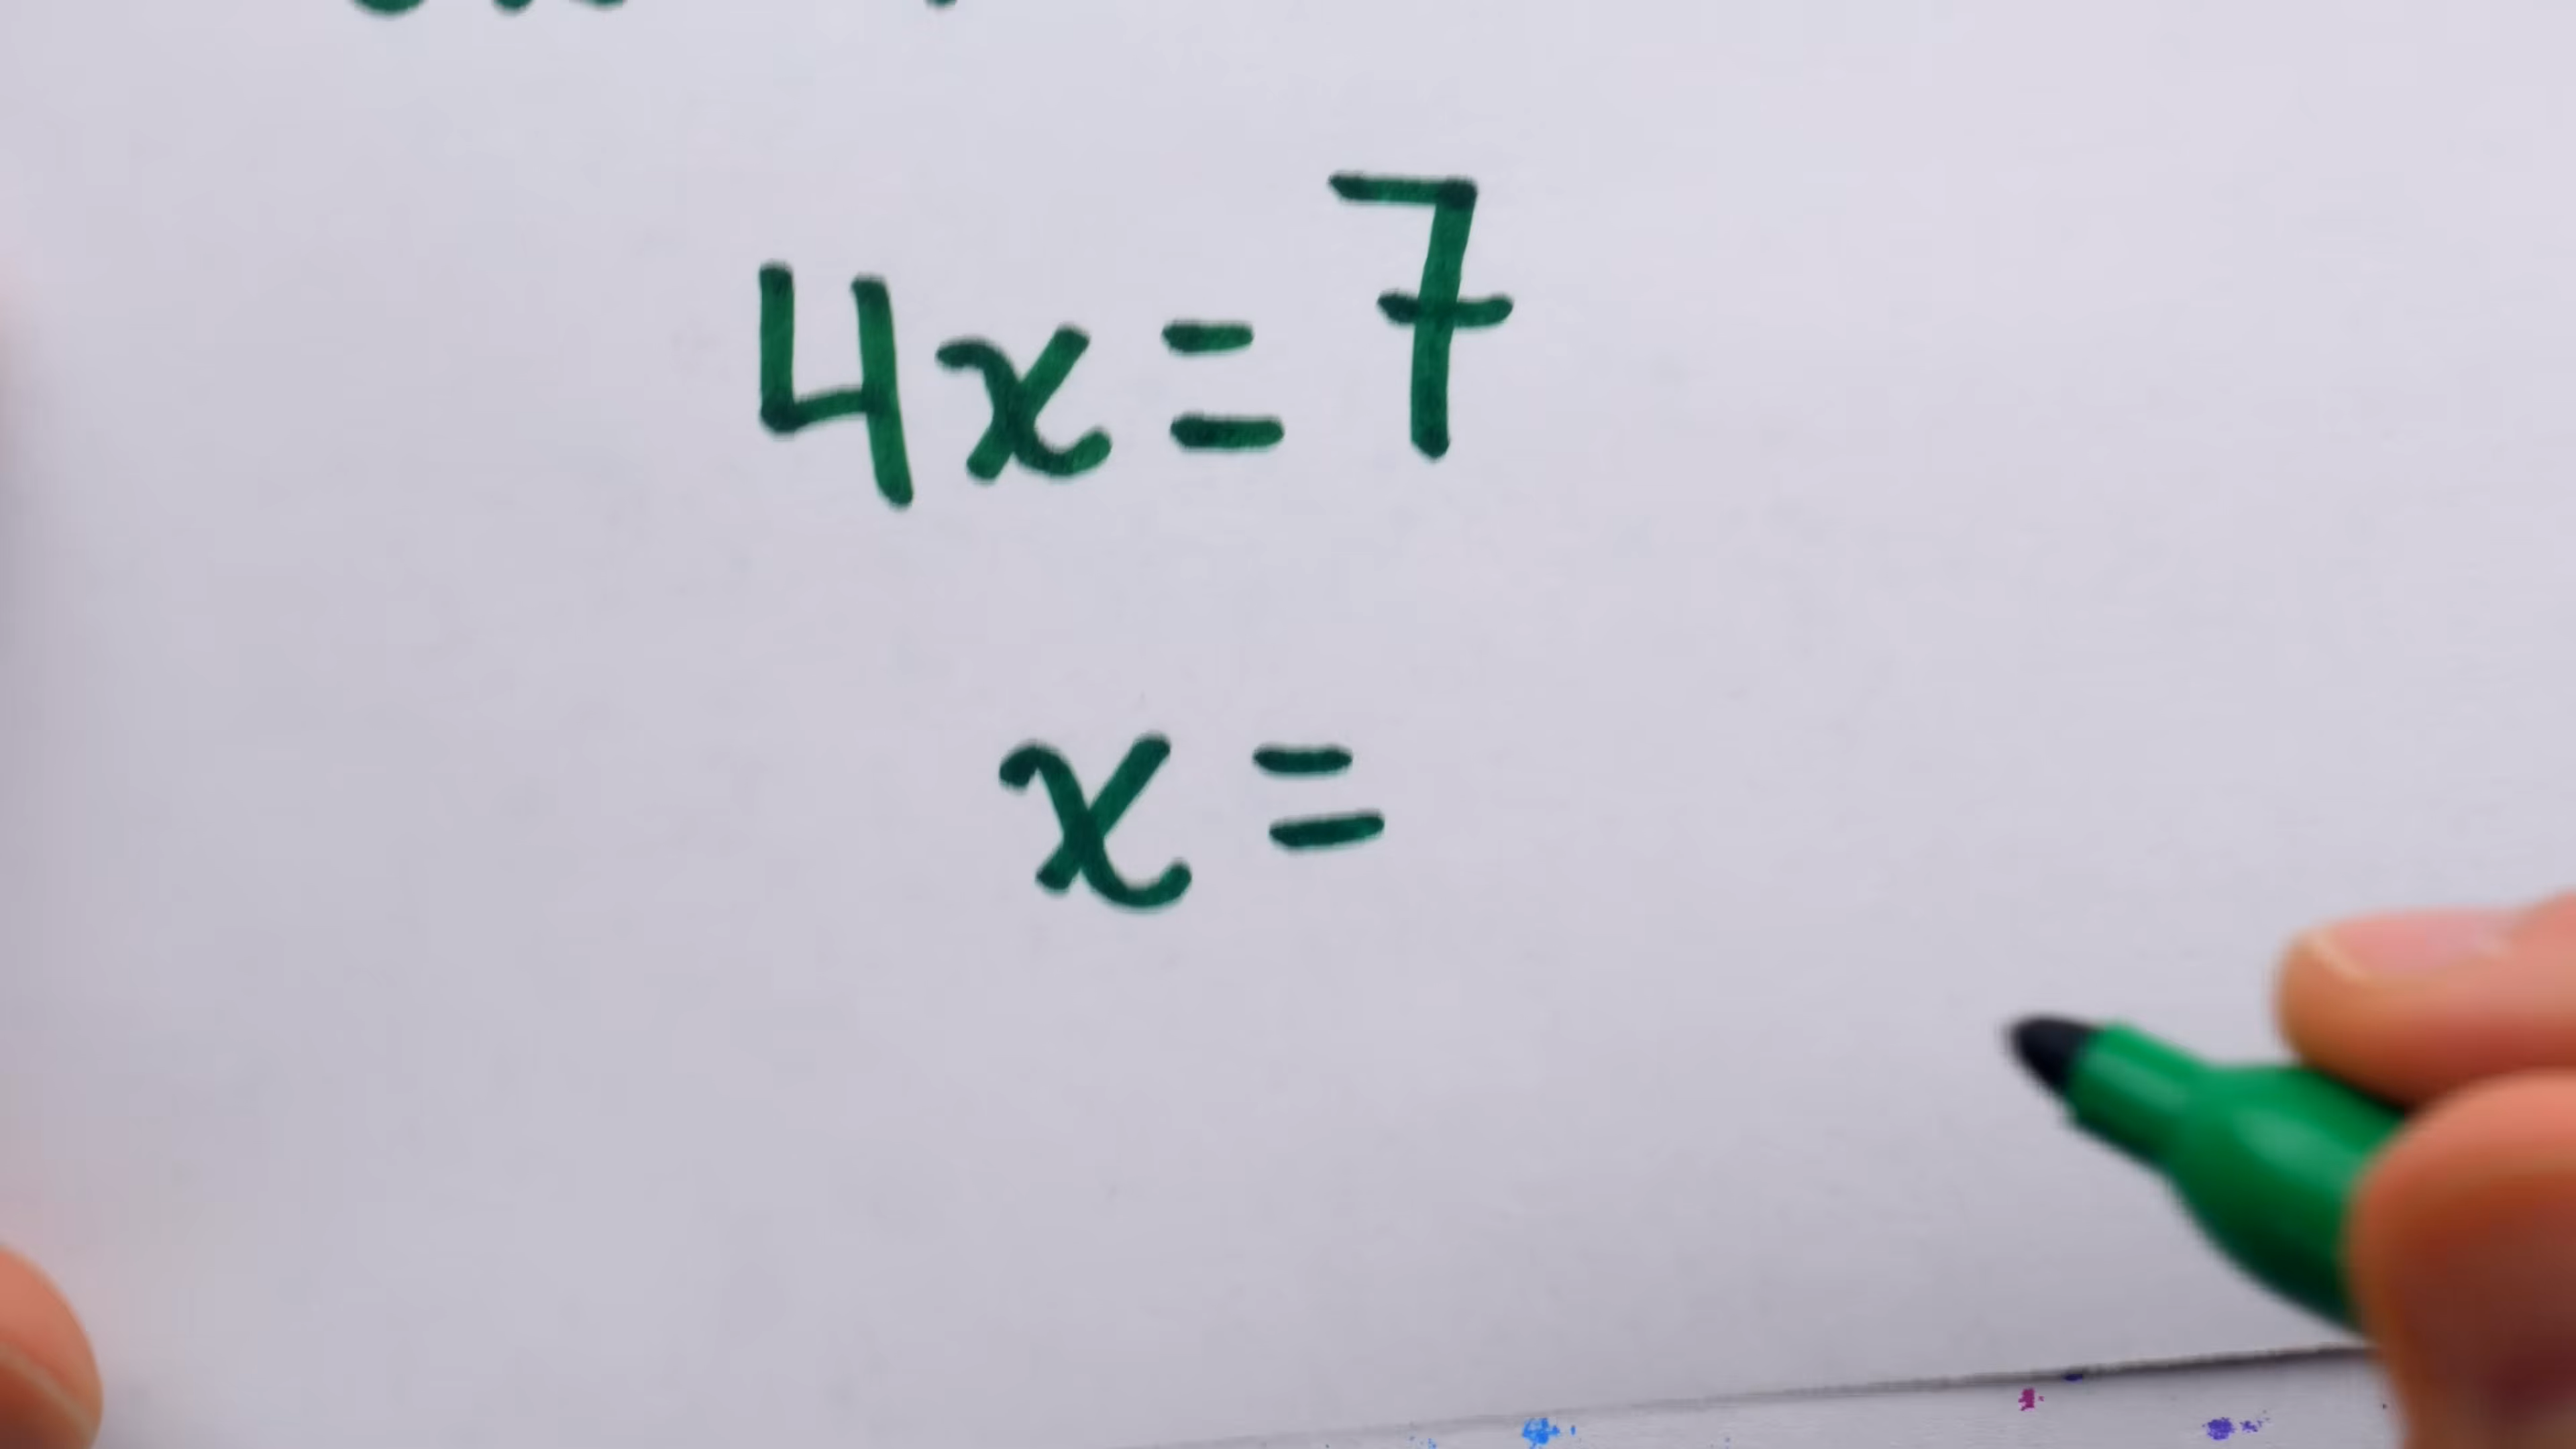 4x = 7
x =